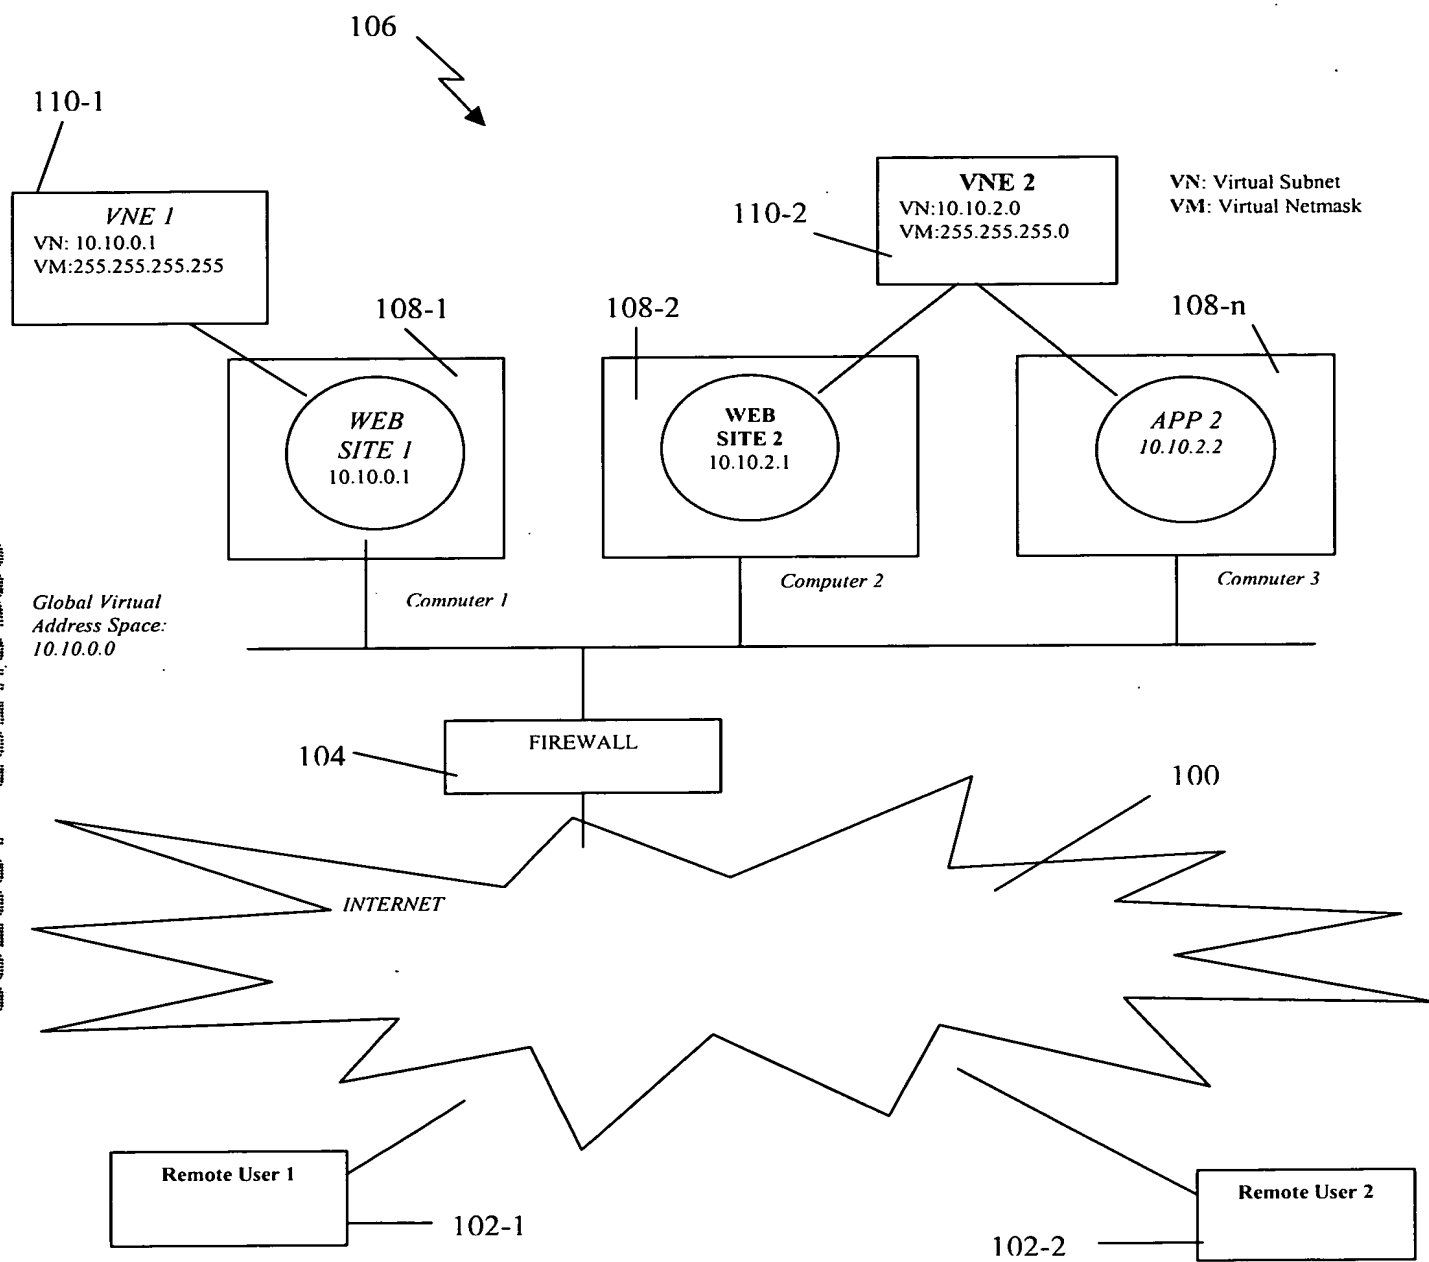 106
110-1
VNE 1
VN: 10.10.0.1
VM:255.255.255.255
110-2
VNE 2
VN:10.10.2.0
VM:255.255.255.0
VN: Virtual Subnet
VM: Virtual Netmask
108-1
108-2
108-n
WEB
SITE 1
10.10.0.1
WEB
SITE 2
10.10.2.1
APP 2
10.10.2.2
Computer 1
Computer 2
Computer 3
Global Virtual
Address Space:
10.10.0.0
FIREWALL
104
100
INTERNET
Remote User 1
102-1
Remote User 2
102-2